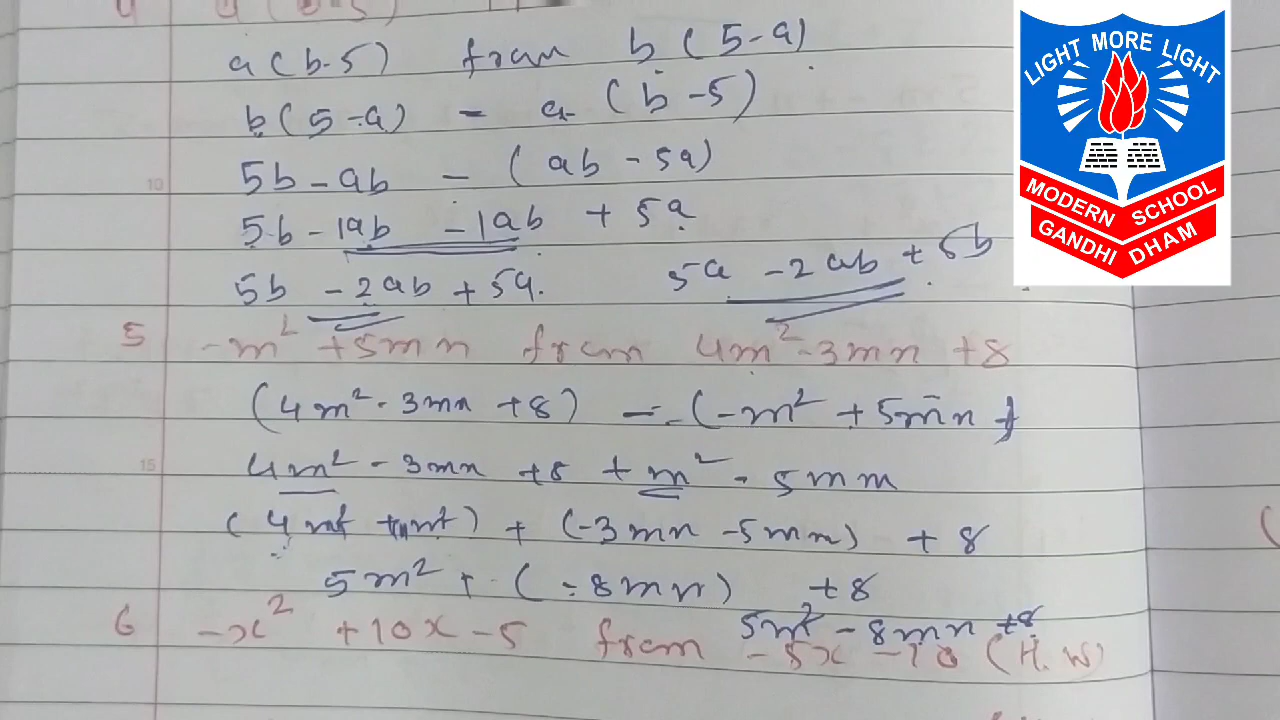 a (b-5) from b (5-a)
b (5-a) - a (b-5)
5b - ab - (ab - 5a)
10
5b - 1ab - 1ab + 5a
5b - 2ab + 5a. 5a - 2ab + 5b
5 -m² + 5mn from 4m² - 3mn + 8
(4m² - 3mn + 8) - (-m² + 5mn)
15
4m² - 3mn + 8 + m² - 5mn
(4m² + 1m²) + (-3mn - 5mn) + 8
5m² + (-8mn) + 8
5m² - 8mn + 8
6 -x² + 10x - 5 from -5x - 10 (H.W)
LIGHT MORE LIGHT
MODERN SCHOOL
GANDHI DHAM